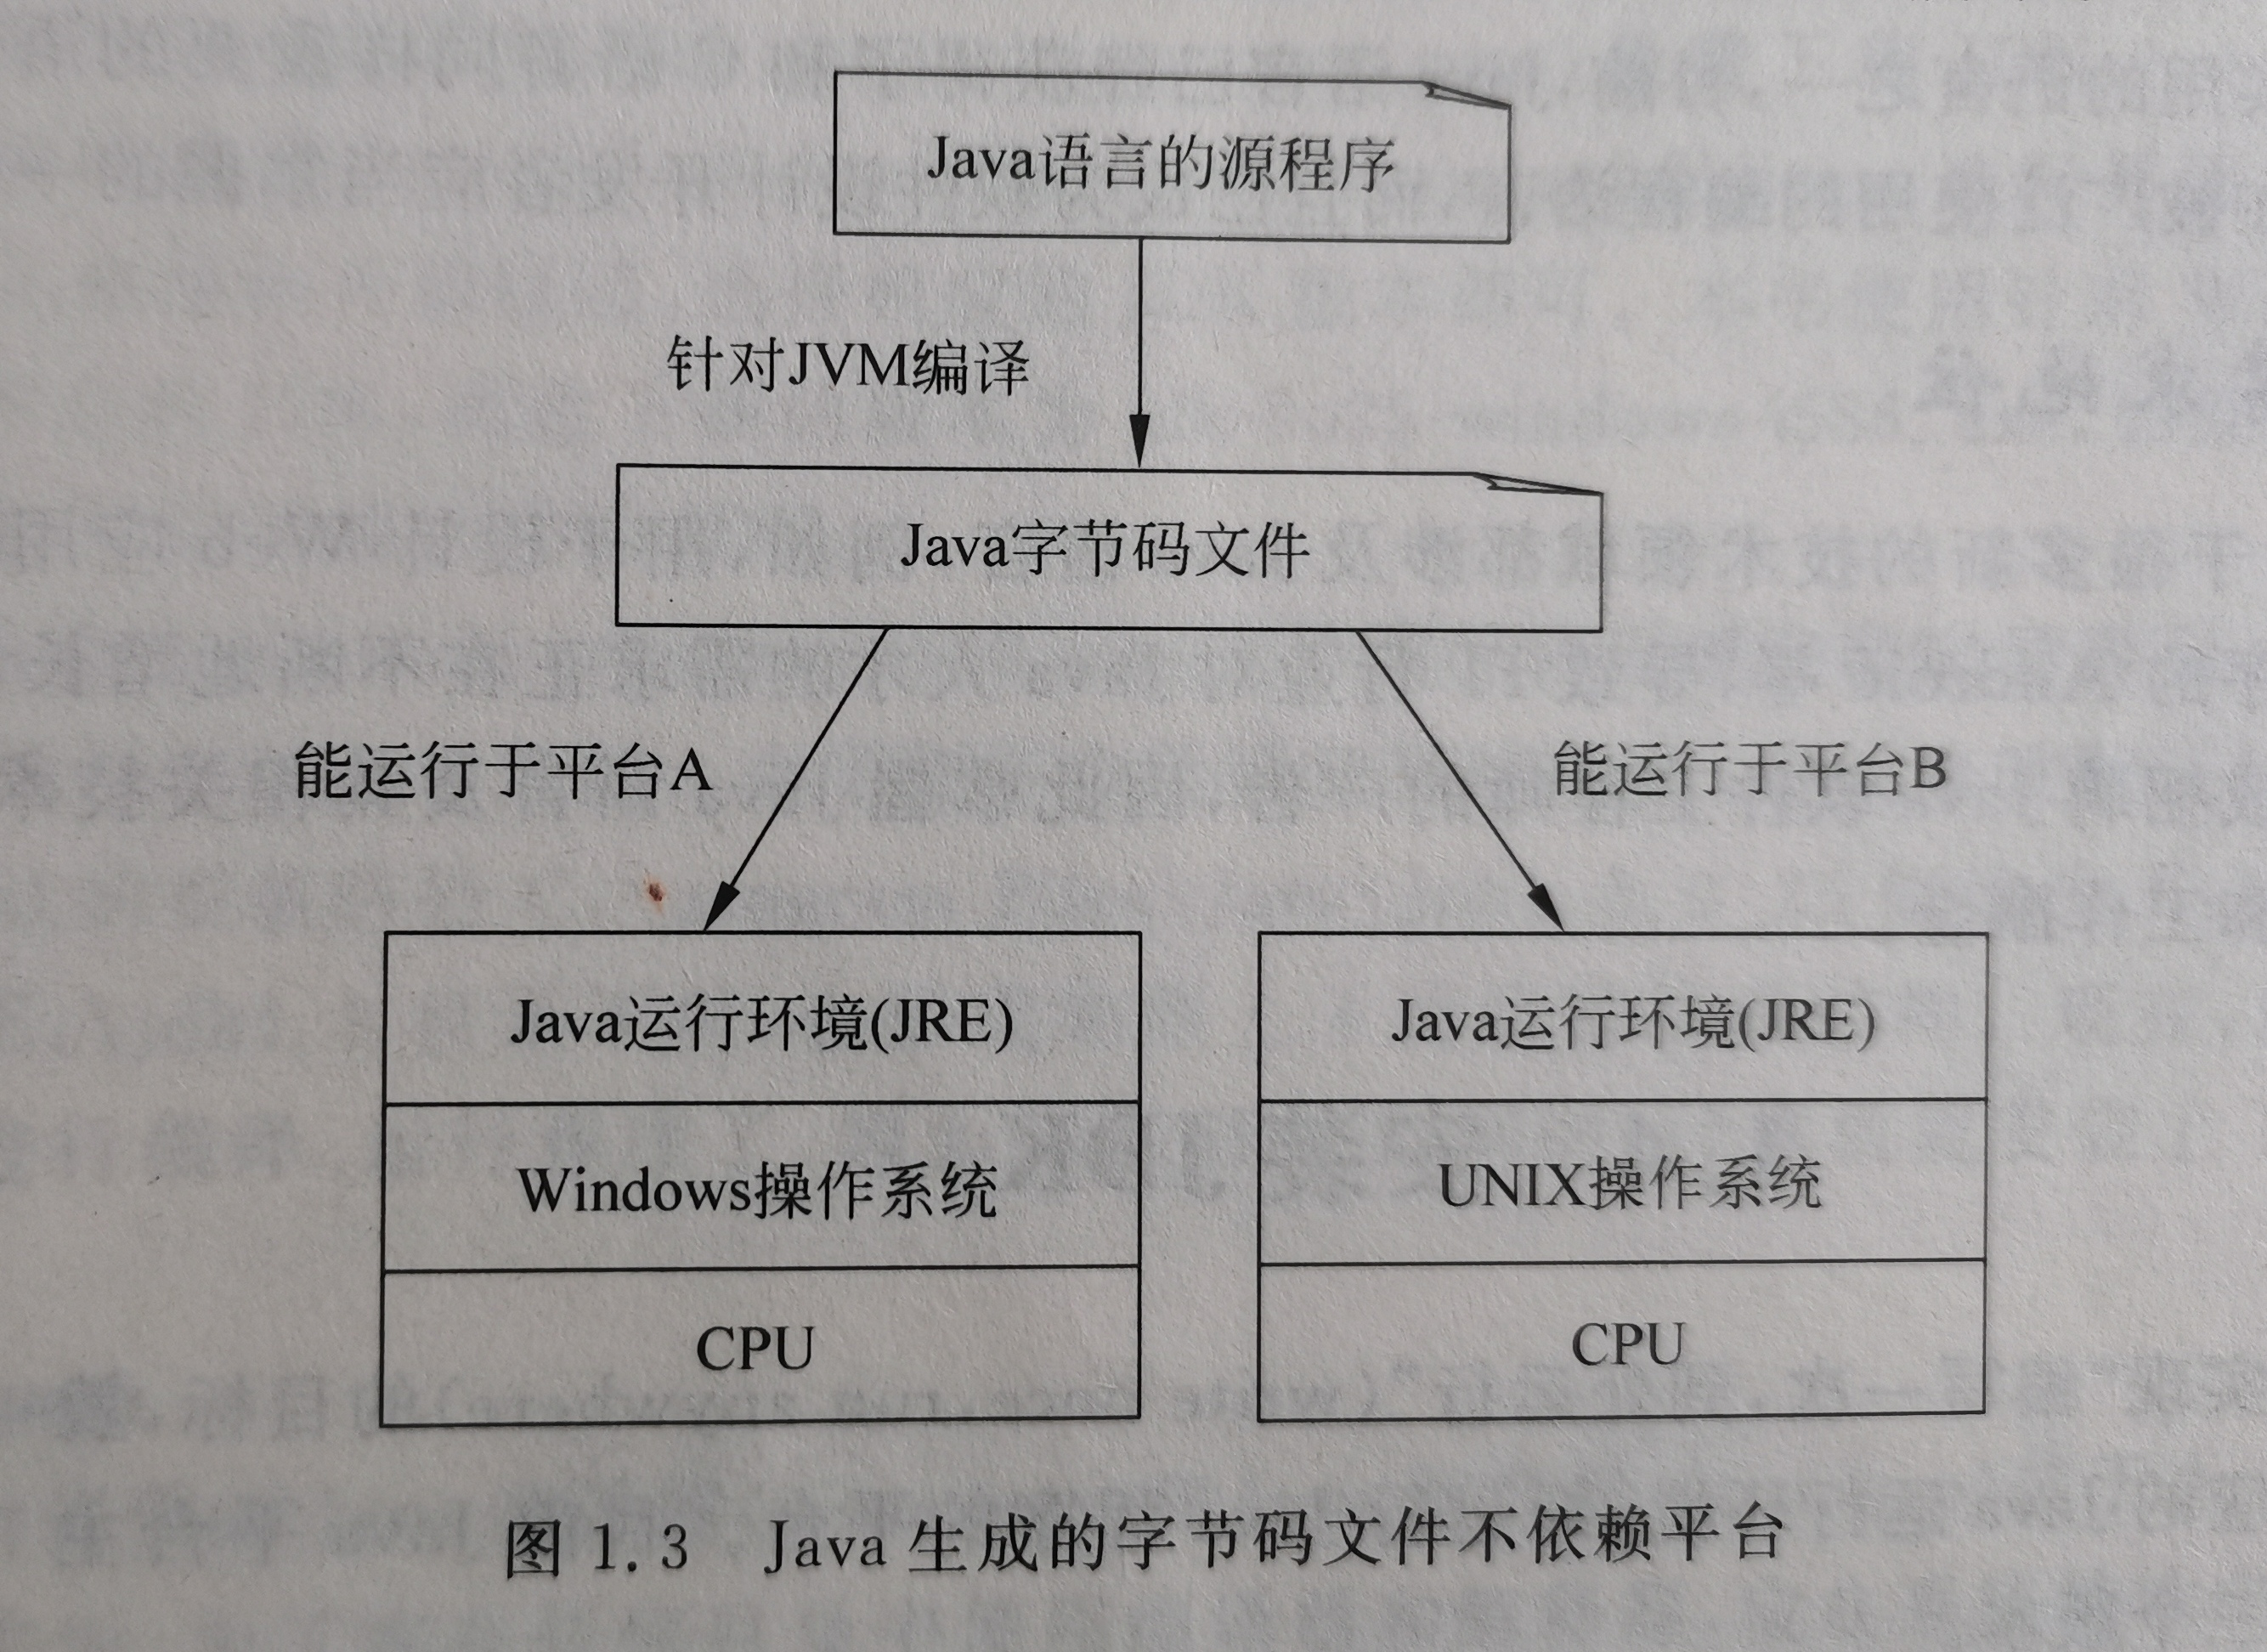 Java语言的源程序
针对JVM编译
Java字节码文件
能运行于平台A
能运行于平台B
Java运行环境(JRE)
Windows操作系统
CPU
Java运行环境(JRE)
UNIX操作系统
CPU
图 1.3 Java 生成的字节码文件不依赖平台